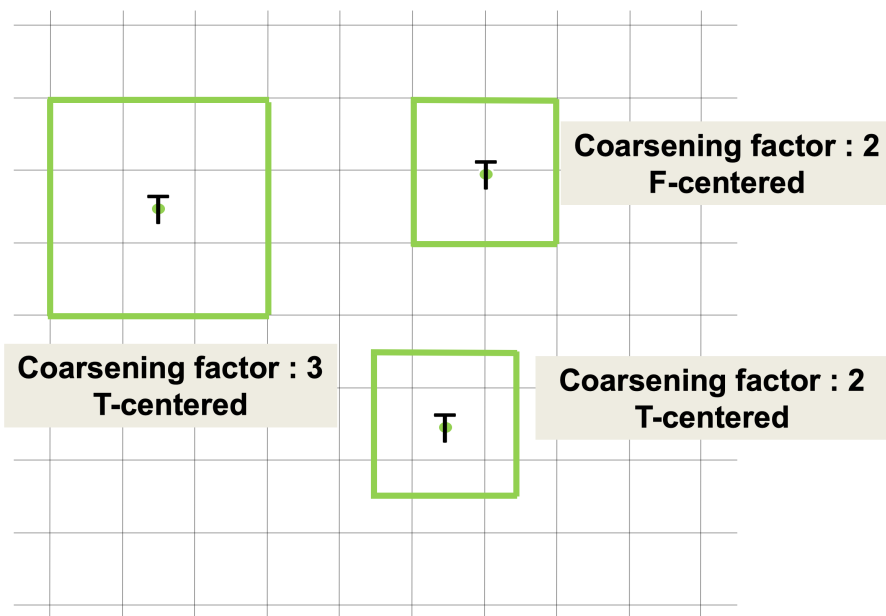 T
T
Coarsening factor : 2
F-centered
Coarsening factor : 3
T-centered
T
Coarsening factor : 2
T-centered